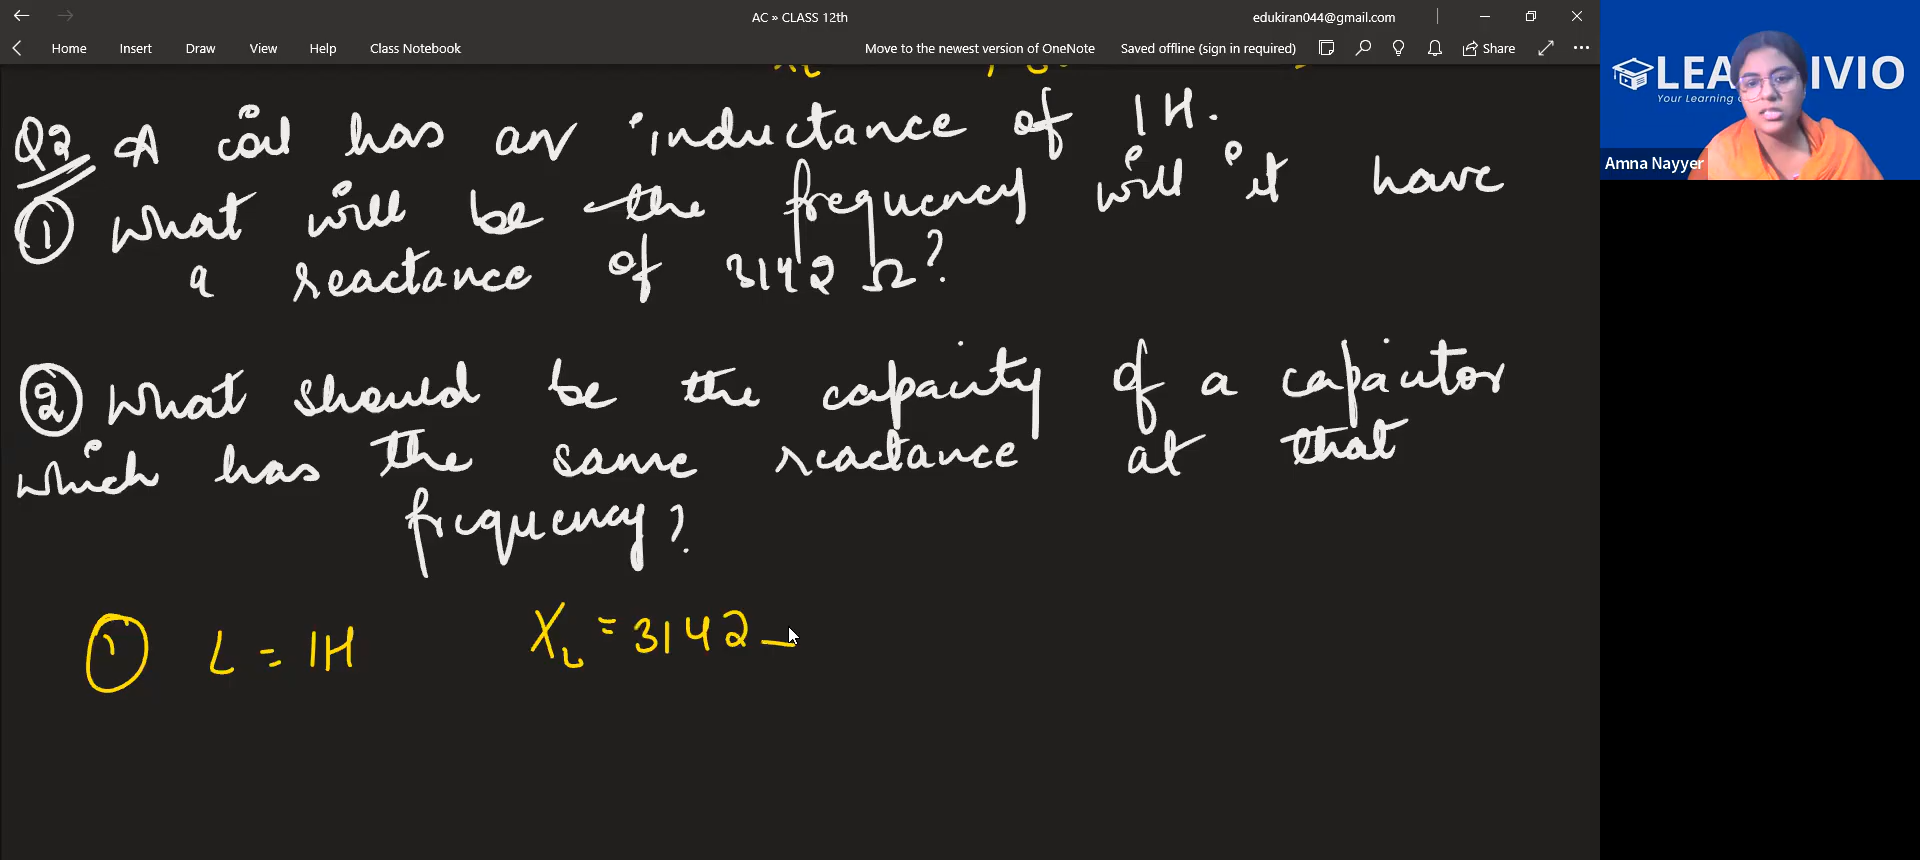 AC » CLASS 12th
edukiran044@gmail.com
Home Insert Draw View Help Class Notebook
Move to the newest version of OneNote Saved offline (sign in required) Share
Q2 A coil has an inductance of 1H.
① What will be the frequency will it have
a reactance of 3142 Ω?
② What should be the capacity of a capacitor
which has the same reactance at that
frequency?
① L = 1H X_L = 3142
LEA IVIO
Your Learning
Amna Nayyer